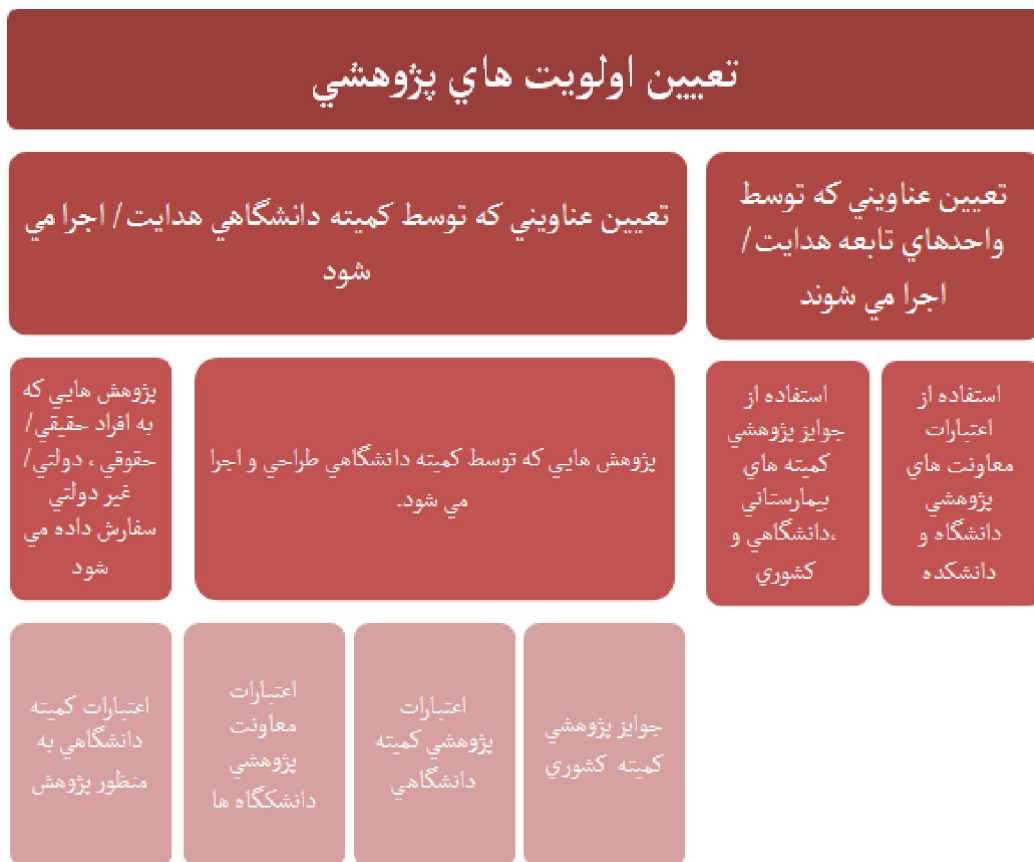 تعيين اولويت هاي پژوهشي
تعيين عناويني كه توسط
واحدهاي تابعه هدايت/
اجرا مي شوند
تعيين عناويني كه توسط كميته دانشگاهي هدايت/ اجرا مي
شود
استفاده از
اعتبارات
معاونت هاي
پژوهشي
دانشگاه و
دانشكده
استفاده از
جوايز پژوهشي
كميته هاي
بيمارستاني
،دانشگاهي و
كشوري
پژوهش هايي كه توسط كميته دانشگاهي طراحي و اجرا
مي شود.
پژوهش هايي كه
به افراد حقيقي/
حقوقي ، دولتي/
غير دولتي
سفارش داده مي
شود
جوايز پژوهشي
كميته كشوري
اعتبارات
پژوهشي كميته
دانشگاهي
اعتبارات
معاونت
پژوهشي
دانشگگاه ها
اعتبارات كميته
دانشگاهي به
منظور پژوهش